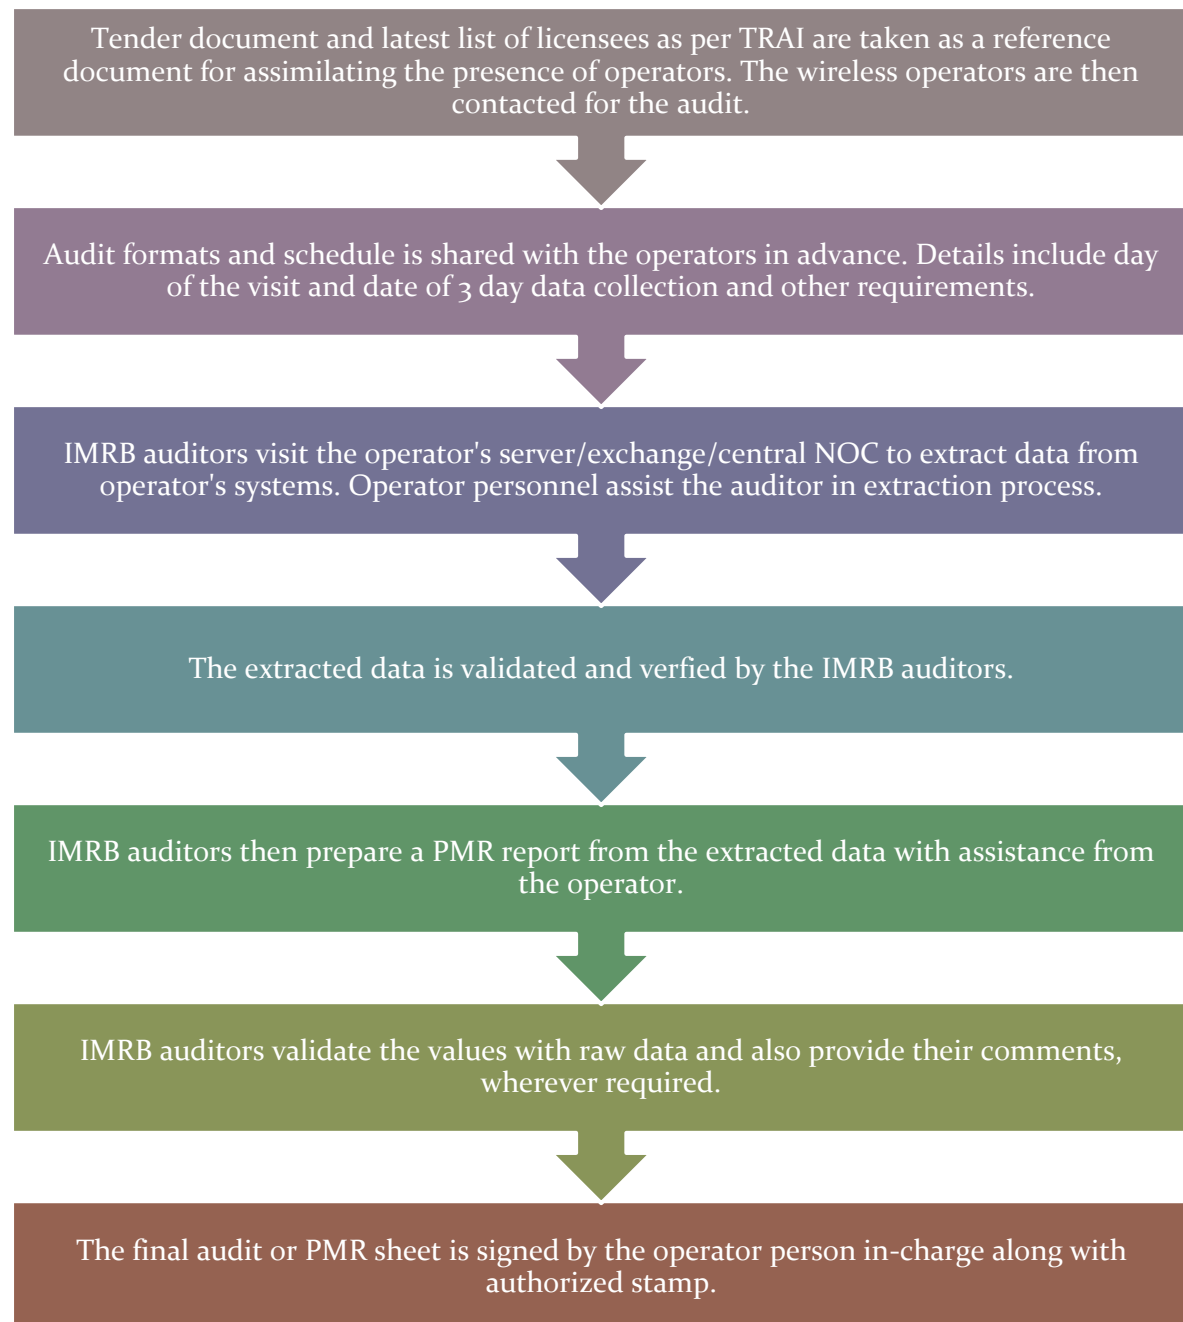 Tender document and latest list of licensees as per TRAI are taken as a reference
document for assimilating the presence of operators. The wireless operators are then
contacted for the audit.
Audit formats and schedule is shared with the operators in advance. Details include day
of the visit and date of 3 day data collection and other requirements.
IMRB auditors visit the operator's server/exchange/central NOC to extract data from
operator's systems. Operator personnel assist the auditor in extraction process.
The extracted data is validated and verfied by the IMRB auditors.
IMRB auditors then prepare a PMR report from the extracted data with assistance from
the operator.
IMRB auditors validate the values with raw data and also provide their comments,
wherever required.
The final audit or PMR sheet is signed by the operator person in-charge along with
authorized stamp.